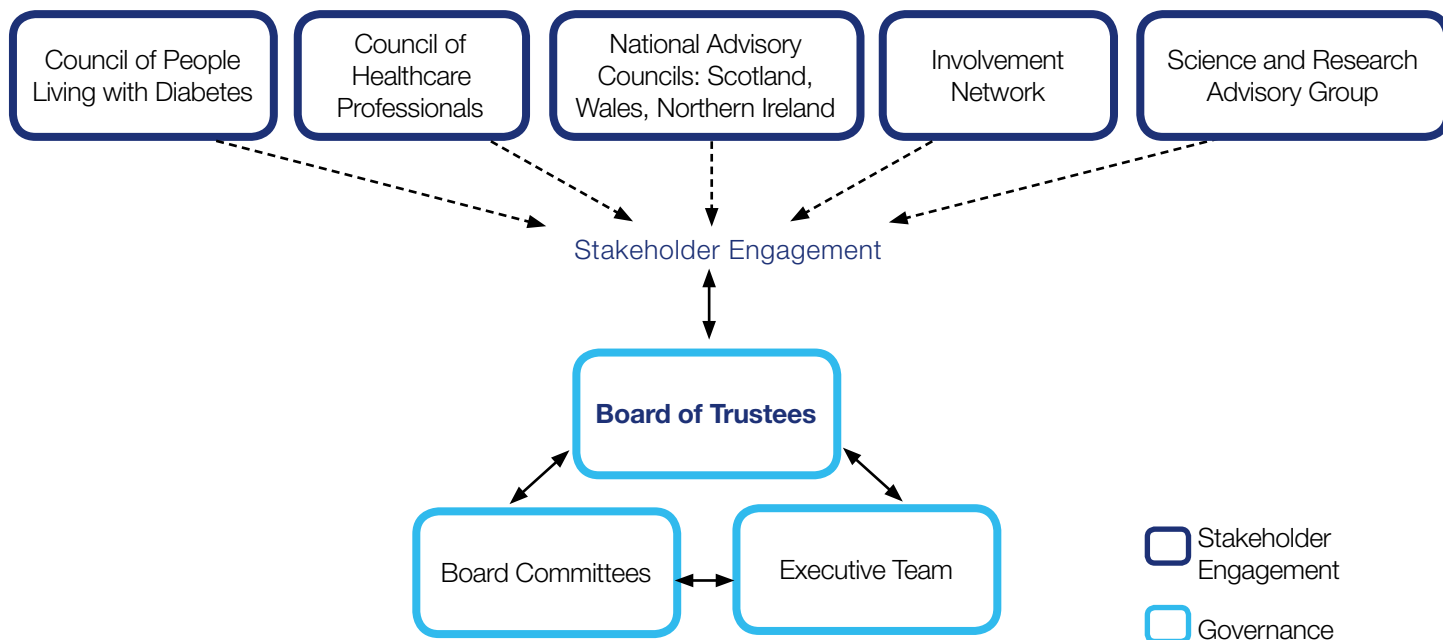 Council of People
Living with Diabetes
Council of
Healthcare
Professionals
National Advisory
Councils: Scotland,
Wales, Northern Ireland
Involvement
Network
Science and Research
Advisory Group
Stakeholder Engagement
Board of Trustees
Board Committees
Executive Team
Stakeholder
Engagement
Governance